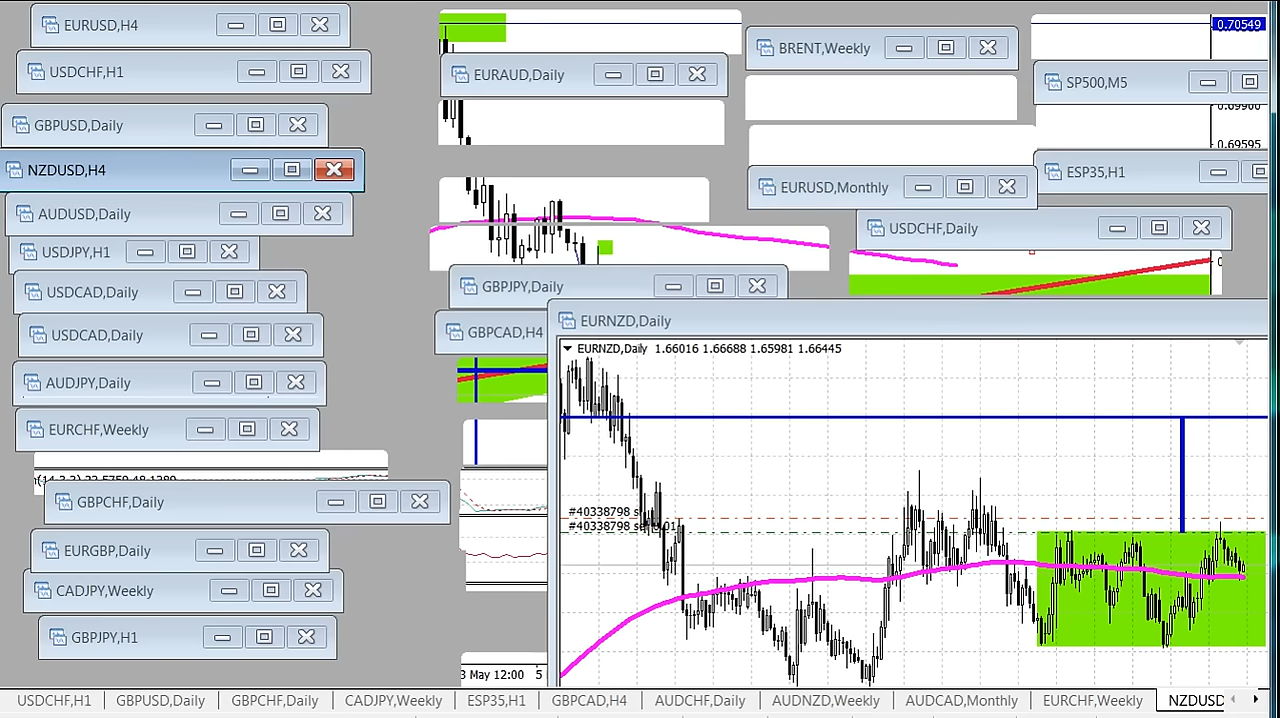 EURUSD,H4
USDCHF,H1
GBPUSD,Daily
NZDUSD,H4
AUDUSD,Daily
USDJPY,H1
USDCAD,Daily
USDCAD,Daily
AUDJPY,Daily
EURCHF,Weekly
GBPCHF,Daily
EURGBP,Daily
CADJPY,Weekly
GBPJPY,H1
EURAUD,Daily
GBPJPY,Daily
GBPCAD,H4
BRENT,Weekly
EURUSD,Monthly
0.70549
SP500,M5
0.69595
ESP35,H1
USDCHF,Daily
EURNZD,Daily
EURNZD,Daily 1.66016 1.66688 1.65981 1.66445
#40338798 s
#40338798
3 May 12:00 5
USDCHF,H1 GBPUSD,Daily GBPCHF,Daily CADJPY,Weekly ESP35,H1 GBPCAD,H4 AUDCHF,Daily AUDNZD,Weekly AUDCAD,Monthly EURCHF,Weekly NZDUSD